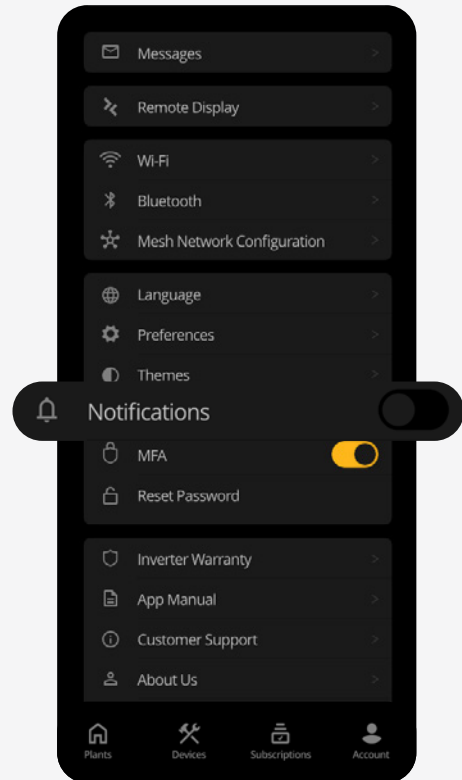 Messages
Remote Display
Wi-Fi
Bluetooth
Mesh Network Configuration
Language
Preferences
Themes
Notifications
MFA
Reset Password
Inverter Warranty
App Manual
Customer Support
About Us
Plants Devices Subscriptions Account